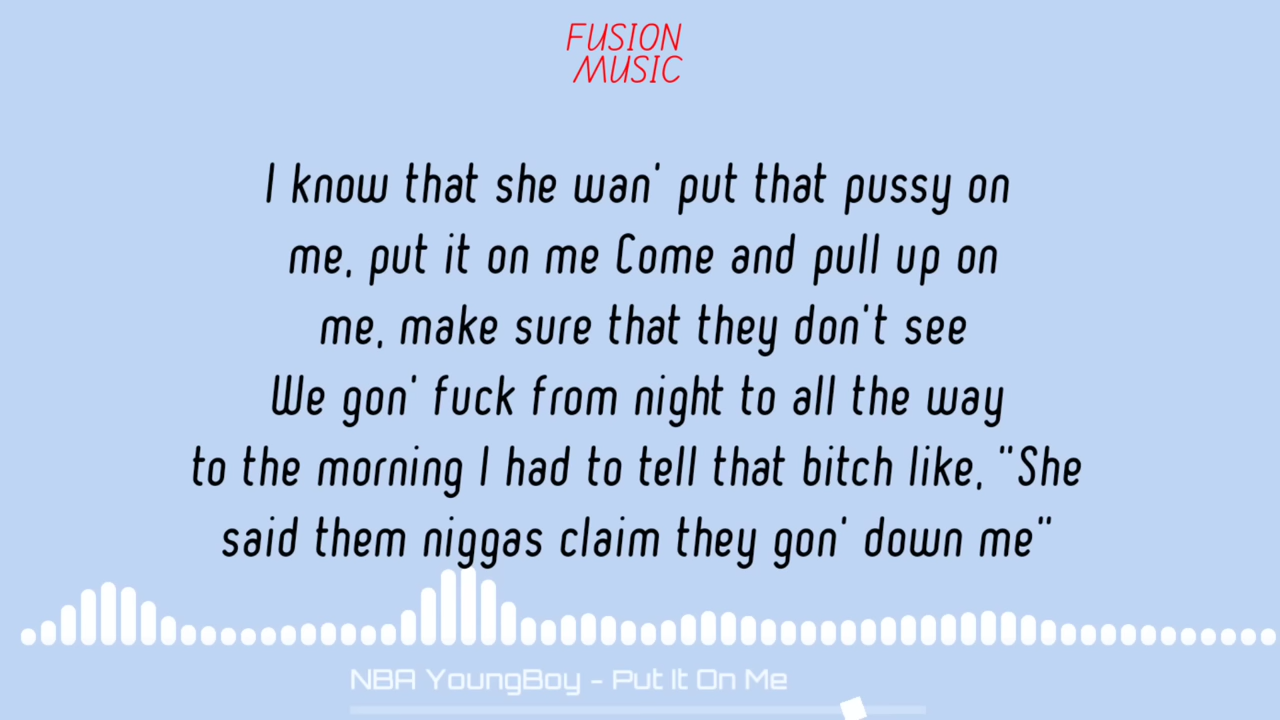 FUSION
MUSIC
I know that she wan' put that pussy on
me, put it on me Come and pull up on
me, make sure that they don't see
We gon' fuck from night to all the way
to the morning I had to tell that bitch like, "She
said them niggas claim they gon' down me"
NBA YoungBoy - Put It On Me